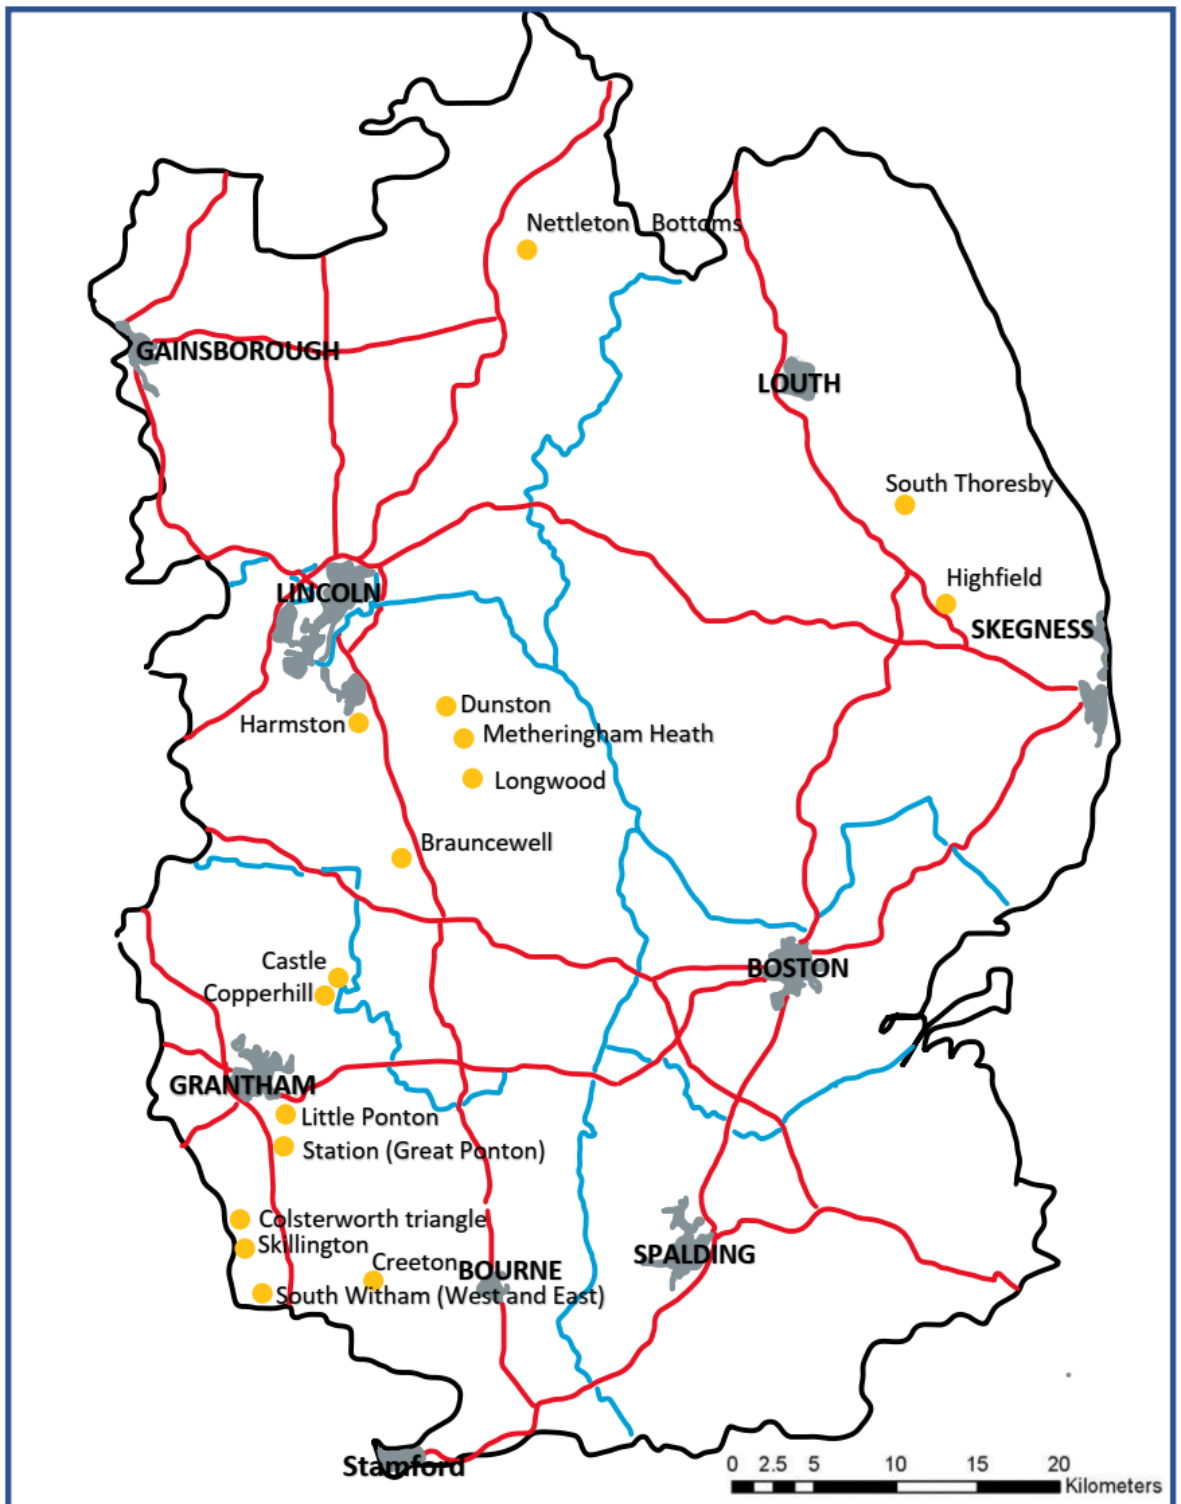 Nettleton Bottoms
GAINSBOROUGH
LOUTH
South Thoresby
Highfield
LINCOLN
SKEGNESS
Dunston
Harmston
Metheringham Heath
Longwood
Brauncewell
Castle
BOSTON
Copperhill
GRANTHAM
Little Ponton
Station (Great Ponton)
Colsterworth triangle
Skillington
SPALDING
Creeton
BOURNE
South Witham (West and East)
Stamford
0 2.5 5 10 15 20
Kilometers